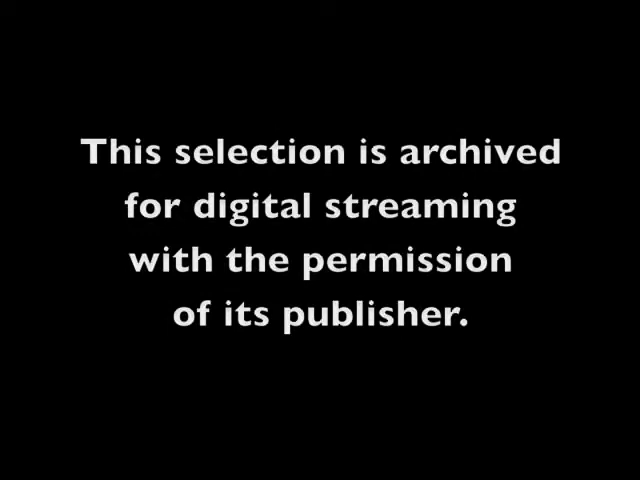 This selection is archived
for digital streaming
with the permission
of its publisher.